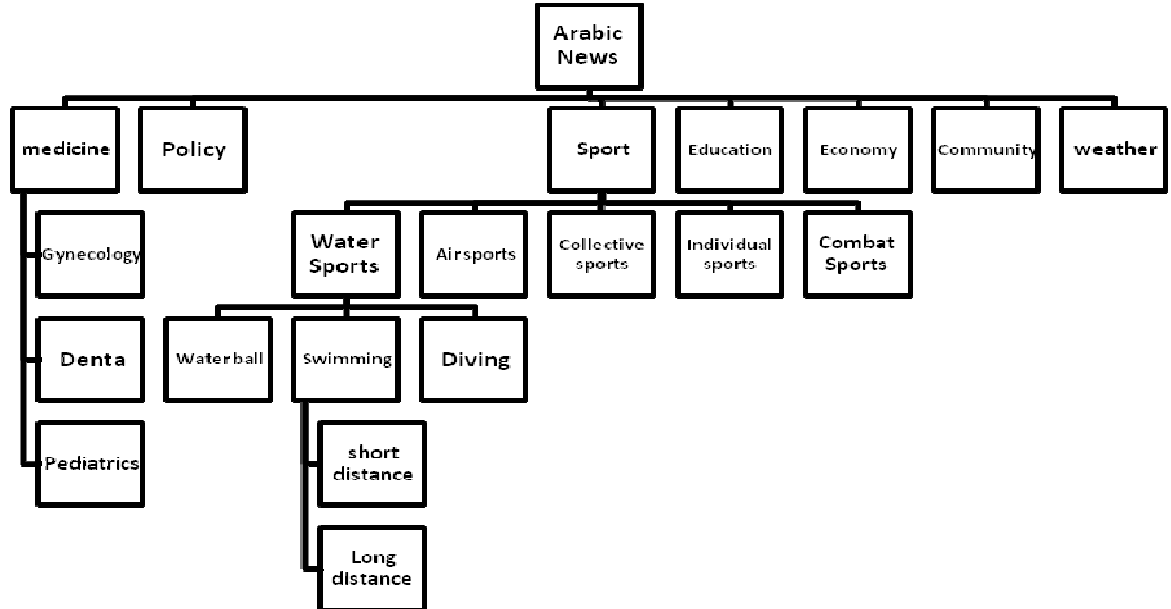 Arabic
News
medicine
Policy
Sport
Education
Economy
Community
weather
Gynecology
Water
Sports
Airsports
Collective
sports
Individual
sports
Combat
Sports
Denta
Waterball
Swimming
Diving
Pediatrics
short
distance
Long
distance